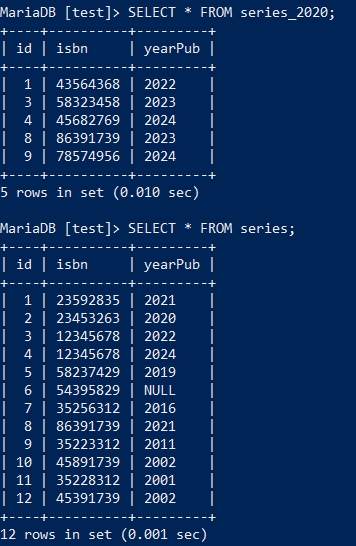 MariaDB [test]> SELECT * FROM series_2020;
+----+----------+---------+
| id | isbn     | yearPub |
+----+----------+---------+
|  1 | 43564368 | 2022    |
|  3 | 58323458 | 2023    |
|  4 | 45682769 | 2024    |
|  8 | 86391739 | 2023    |
|  9 | 78574956 | 2024    |
+----+----------+---------+
5 rows in set (0.010 sec)

MariaDB [test]> SELECT * FROM series;
+----+----------+---------+
| id | isbn     | yearPub |
+----+----------+---------+
|  1 | 23592835 | 2021    |
|  2 | 23453263 | 2020    |
|  3 | 12345678 | 2022    |
|  4 | 12345678 | 2024    |
|  5 | 58237429 | 2019    |
|  6 | 54395829 | NULL    |
|  7 | 35256312 | 2016    |
|  8 | 86391739 | 2021    |
|  9 | 35223312 | 2011    |
| 10 | 45891739 | 2002    |
| 11 | 35228312 | 2001    |
| 12 | 45391739 | 2002    |
+----+----------+---------+
12 rows in set (0.001 sec)